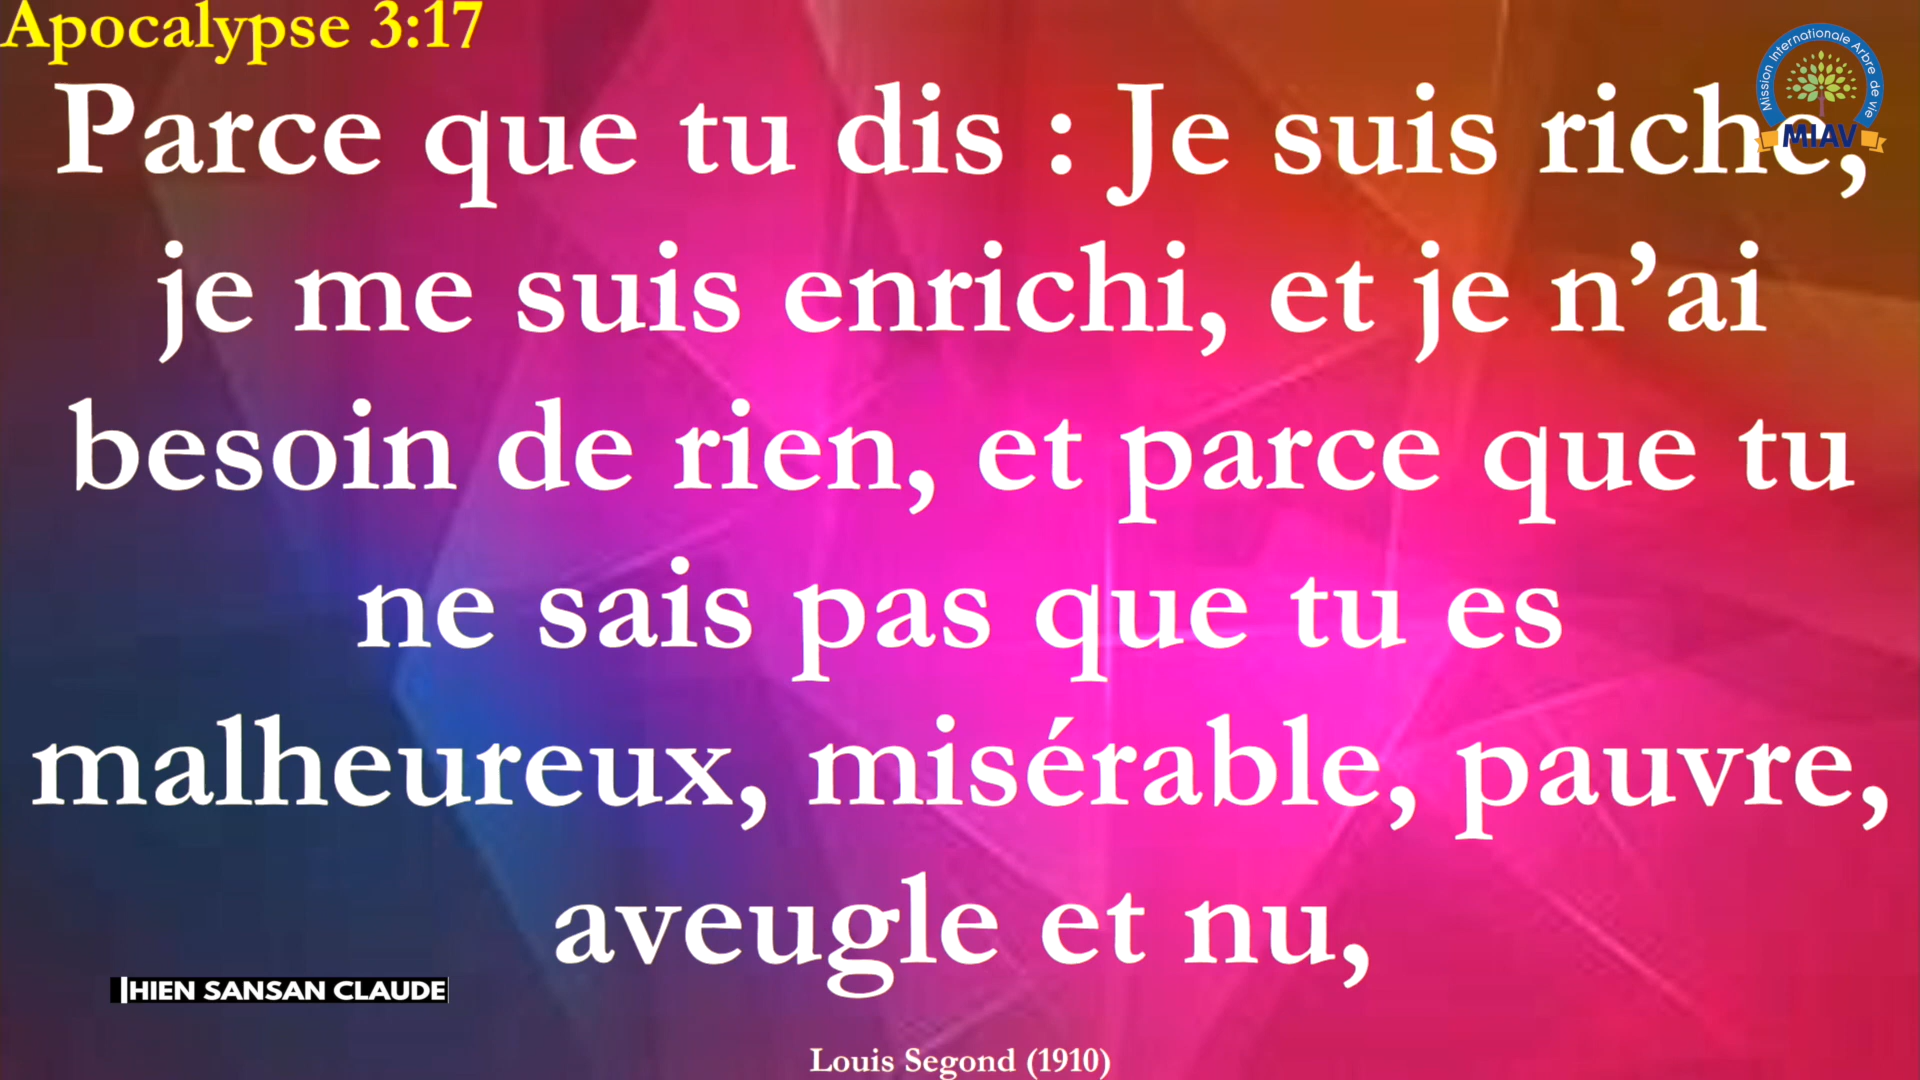 Apocalypse 3:17
Mission Internationale Arbre de vie
MIAV
Parce que tu dis : Je suis riche,
je me suis enrichi, et je n’ai
besoin de rien, et parce que tu
ne sais pas que tu es
malheureux, misérable, pauvre,
aveugle et nu,
HIEN SANSAN CLAUDE
Louis Segond (1910)